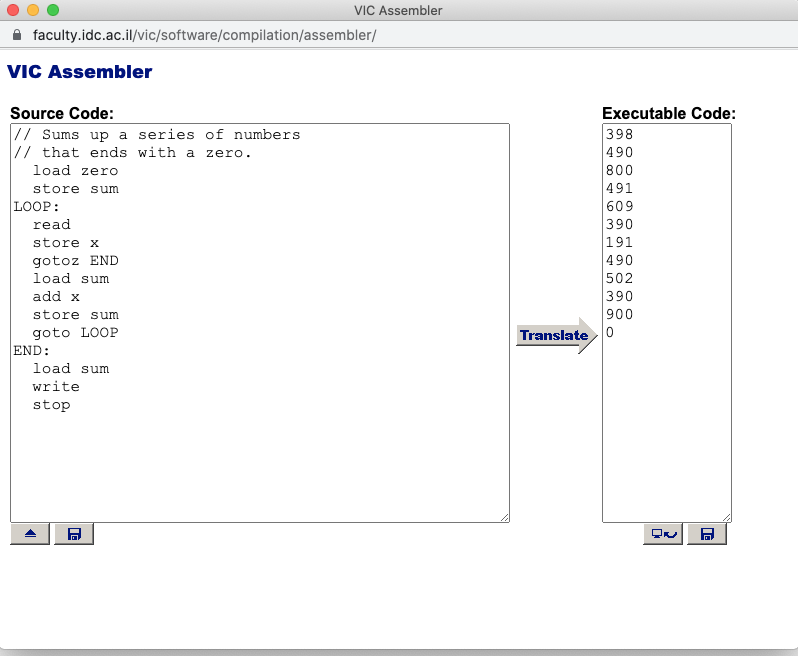 VIC Assembler
faculty.idc.ac.il/vic/software/compilation/assembler/
VIC Assembler
Source Code:
// Sums up a series of numbers
// that ends with a zero.
  load zero
  store sum
LOOP:
  read
  store x
  gotoz END
  load sum
  add x
  store sum
  goto LOOP
END:
  load sum
  write
  stop
Translate
Executable Code:
398
490
800
491
609
390
191
490
502
390
900
0